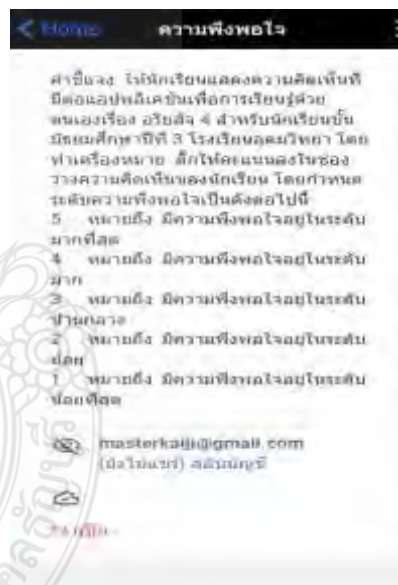 Home ความพึงพอใจ
คำชี้แจง ให้นักเรียนแสดงความคิดเห็นที่
มีต่อแอปพลิเคชันเพื่อการเรียนรู้ด้วย
ตนเองเรื่อง อริยสัจ 4 สำหรับนักเรียนชั้น
มัธยมศึกษาปีที่ 3 โรงเรียนอุดมวิทยา โดย
ทำเครื่องหมาย ติ๊กให้คะแนนลงในช่อง
ว่างความคิดเห็นของนักเรียน โดยกำหนด
ระดับความพึงพอใจเป็นดังต่อไปนี้
5 หมายถึง มีความพึงพอใจอยู่ในระดับ
มากที่สุด
4 หมายถึง มีความพึงพอใจอยู่ในระดับ
มาก
3 หมายถึง มีความพึงพอใจอยู่ในระดับ
ปานกลาง
2 หมายถึง มีความพึงพอใจอยู่ในระดับ
น้อย
1 หมายถึง มีความพึงพอใจอยู่ในระดับ
น้อยที่สุด
masterkaiji@gmail.com
(ยังไม่แชร์) สลับบัญชี